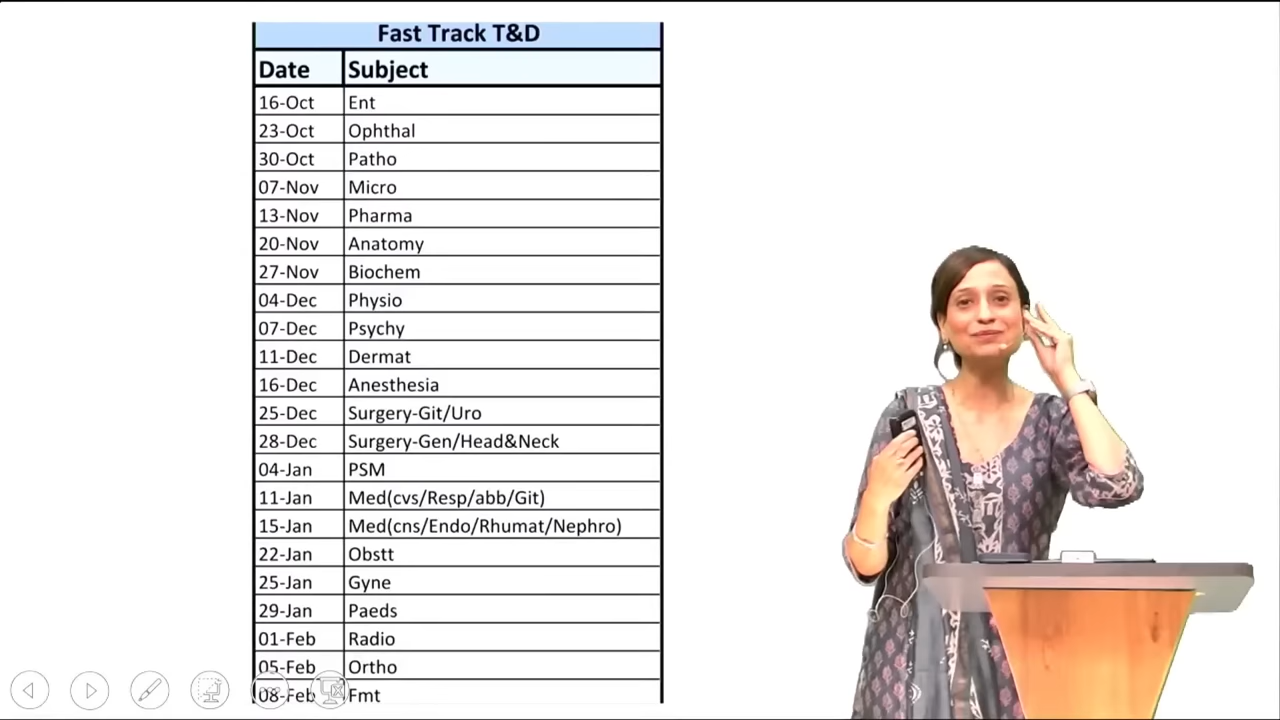 Fast Track T&D
Date Subject
16-Oct Ent
23-Oct Ophthal
30-Oct Patho
07-Nov Micro
13-Nov Pharma
20-Nov Anatomy
27-Nov Biochem
04-Dec Physio
07-Dec Psychy
11-Dec Dermat
16-Dec Anesthesia
25-Dec Surgery-Git/Uro
28-Dec Surgery-Gen/Head&Neck
04-Jan PSM
11-Jan Med(cvs/Resp/abb/Git)
15-Jan Med(cns/Endo/Rhumat/Nephro)
22-Jan Obstt
25-Jan Gyne
29-Jan Paeds
01-Feb Radio
05-Feb Ortho
08-Feb Fmt